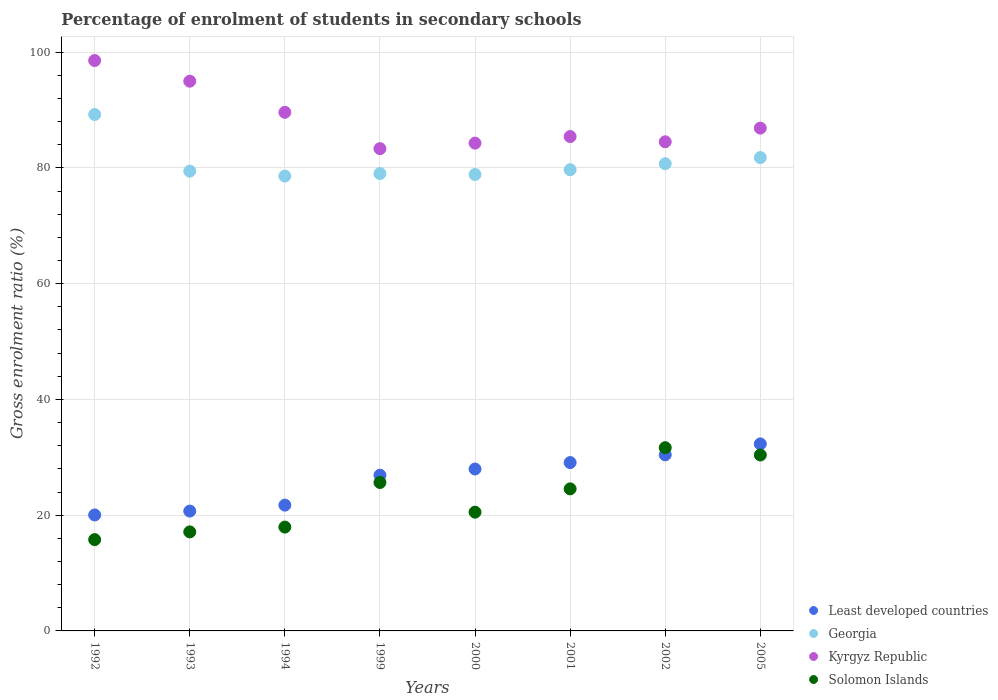 Percentage of enrolment of students in secondary schools
Gross enrolment ratio (%)
100
80
60
40
20
0
1992
1993
1994
1999
2000
2001
2002
2005
Years
Least developed countries
Georgia
Kyrgyz Republic
Solomon Islands